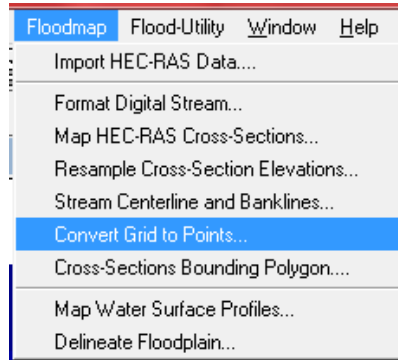 Floodmap Flood-Utility Window Help
Import HEC-RAS Data....
Format Digital Stream...
Map HEC-RAS Cross-Sections...
Resample Cross-Section Elevations...
Stream Centerline and Banklines...
Convert Grid to Points...
Cross-Sections Bounding Polygon....
Map Water Surface Profiles...
Delineate Floodplain...